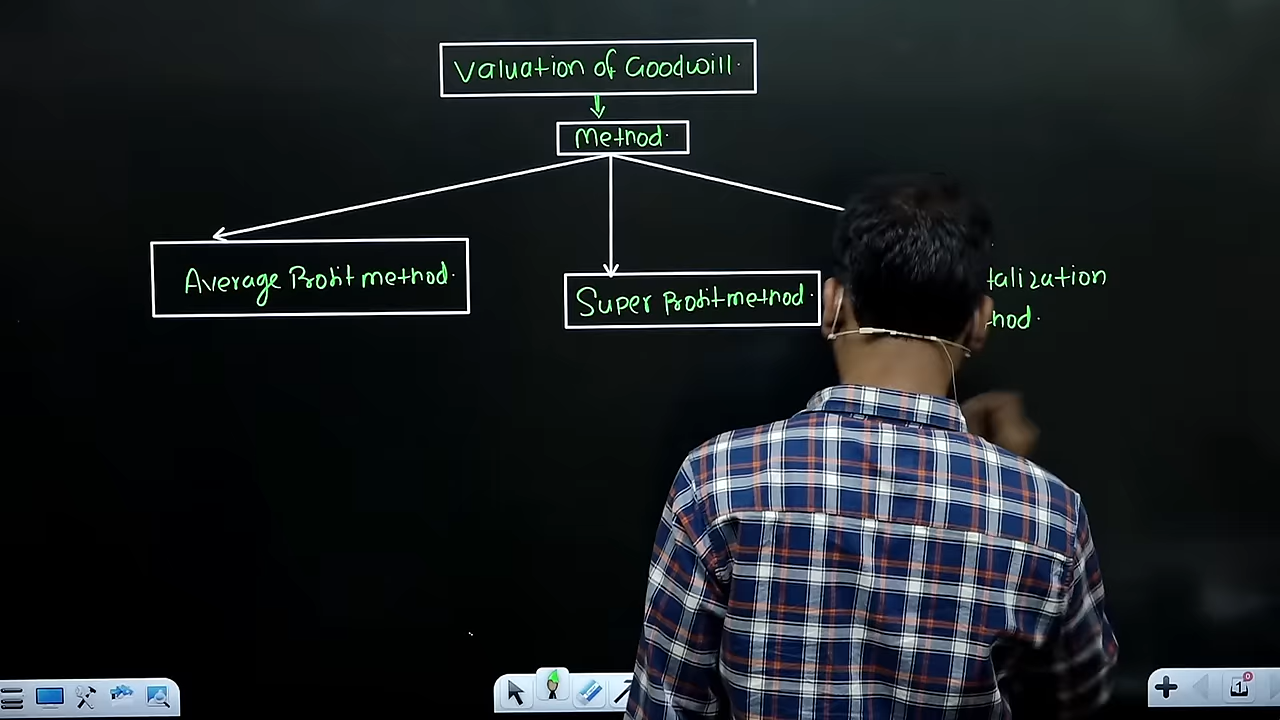 Valuation of Goodwill.
Method.
Average Profit method.
Super Profit method.
talization
hod.